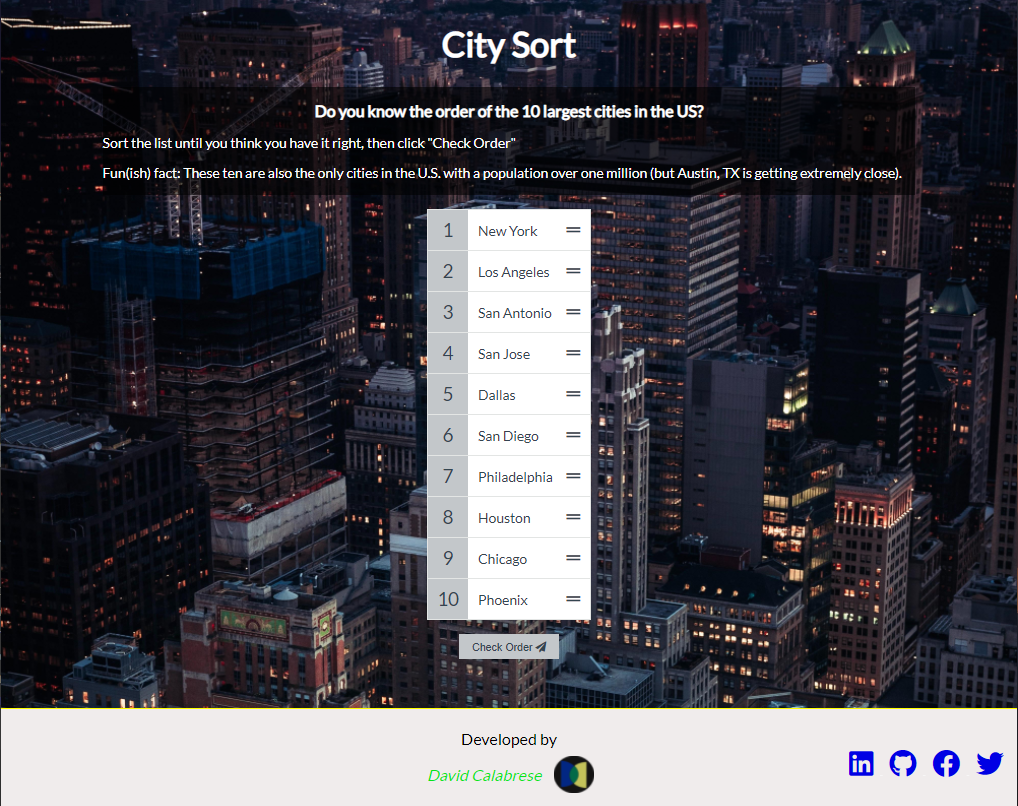 City Sort
Do you know the order of the 10 largest cities in the US?
Sort the list until you think you have it right, then click "Check Order"
Fun(ish) fact: These ten are also the only cities in the U.S. with a population over one million (but Austin, TX is getting extremely close).
1 New York
2 Los Angeles
3 San Antonio
4 San Jose
5 Dallas
6 San Diego
7 Philadelphia
8 Houston
9 Chicago
10 Phoenix
Check Order
Developed by
David Calabrese